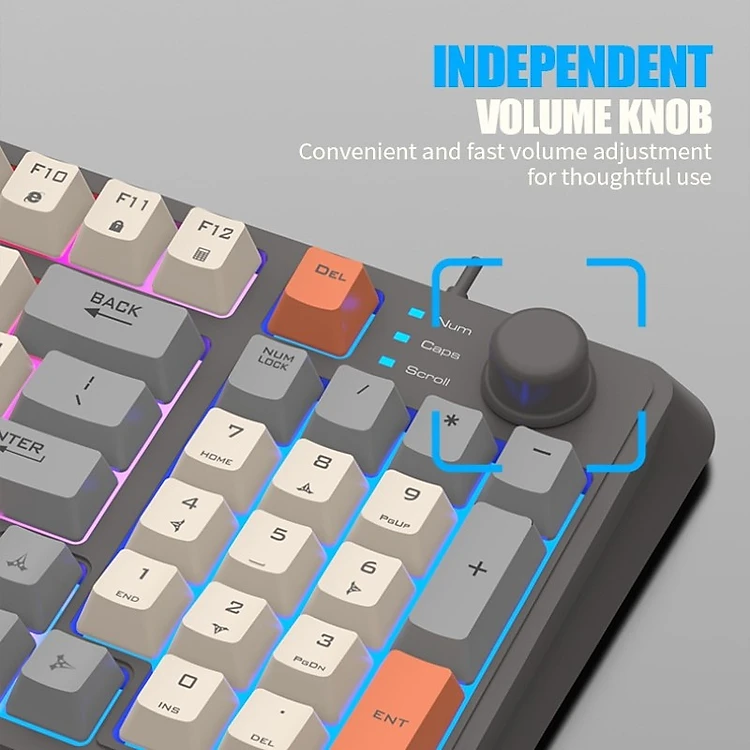 INDEPENDENT
VOLUME KNOB
Convenient and fast volume adjustment
for thoughtful use
F10
F11
F12
DEL
BACK
Num
Caps
Scroll
NUM
LOCK
/
*
-
|
\
7
HOME
8
9
PGUP
+
4
5
6
1
END
2
3
PGDN
ENT
0
INS
.
DEL